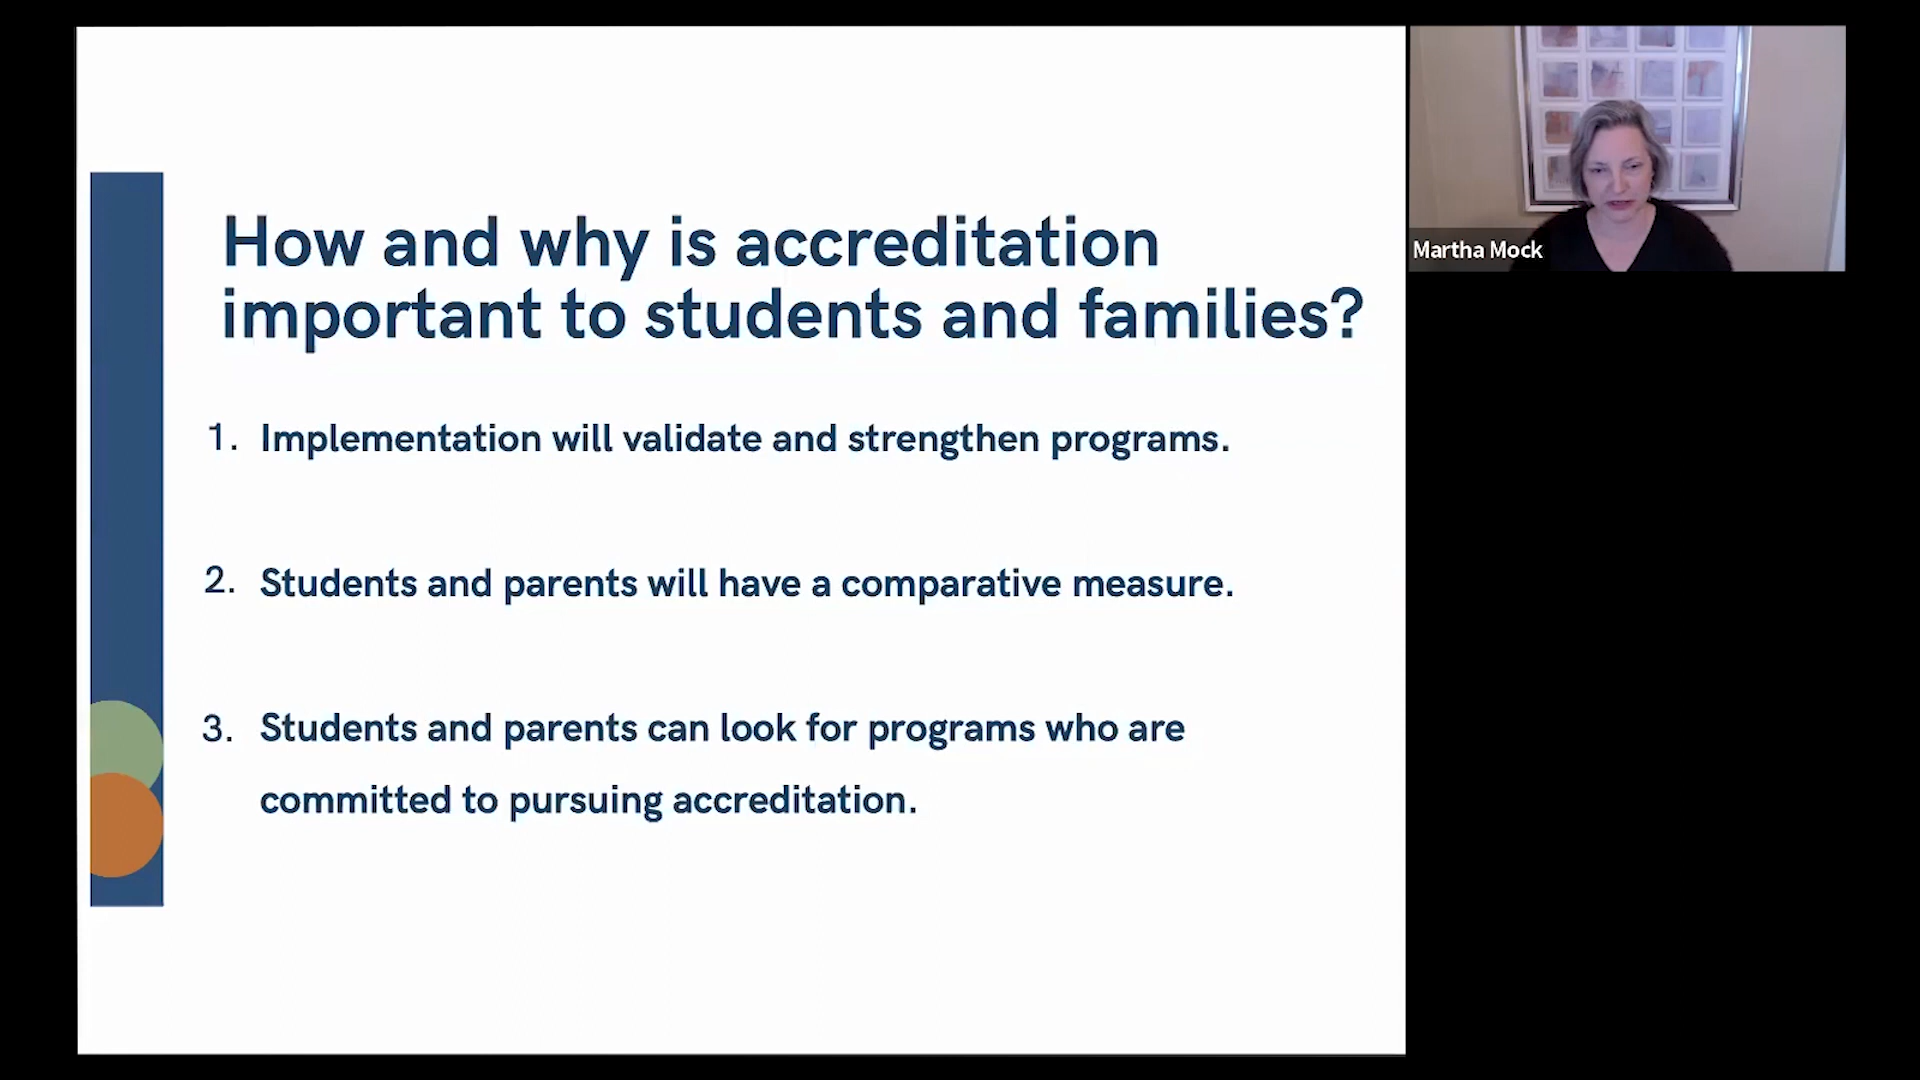 How and why is accreditation
important to students and families?
1. Implementation will validate and strengthen programs.
2. Students and parents will have a comparative measure.
3. Students and parents can look for programs who are
committed to pursuing accreditation.
Martha Mock